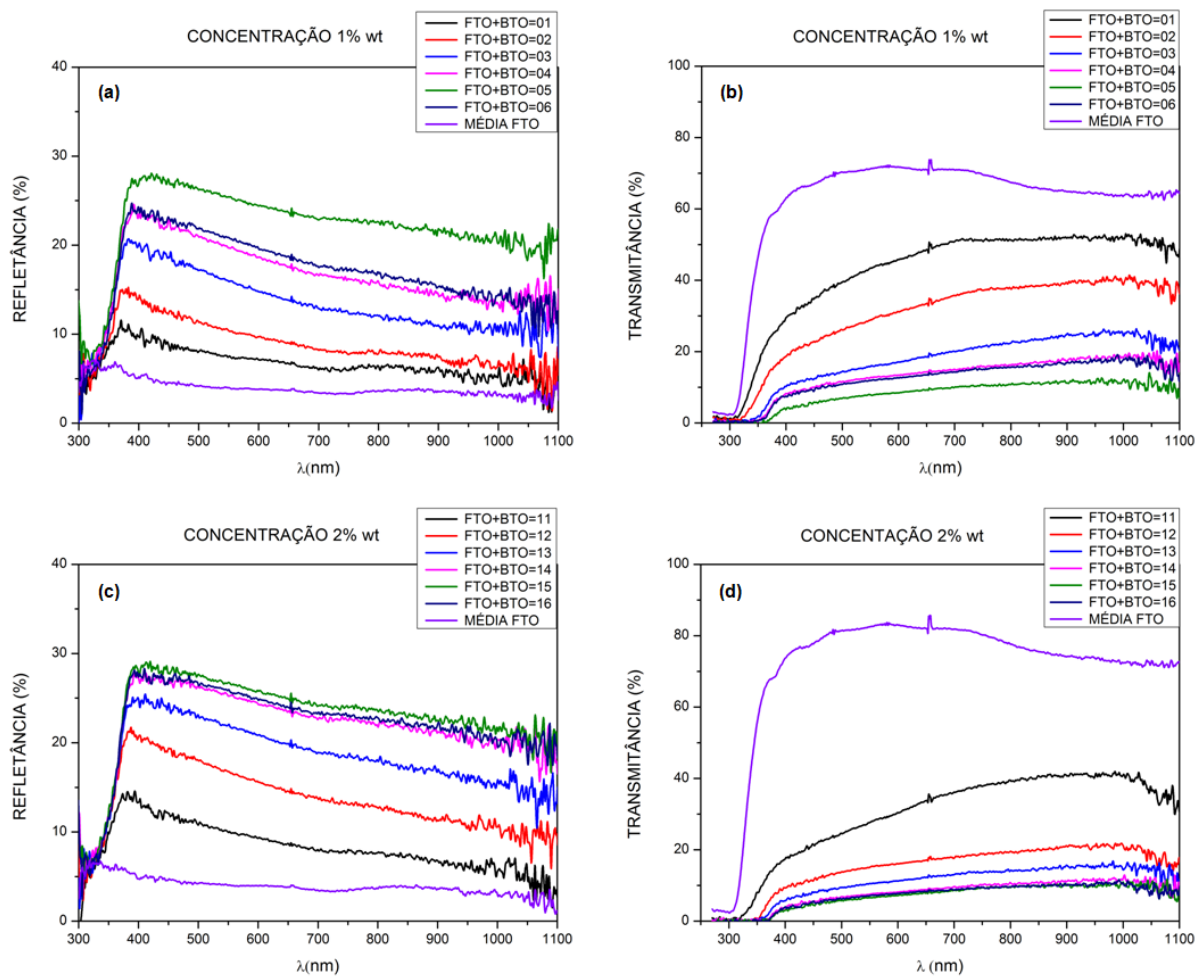 CONCENTRAÇÃO 1% wt
FTO+BTO=01
FTO+BTO=02
FTO+BTO=03
FTO+BTO=04
FTO+BTO=05
FTO+BTO=06
MÉDIA FTO
(a)
REFLETÂNCIA (%)
40
30
20
10
0
300 400 500 600 700 800 900 1000 1100
λ(nm)
CONCENTRAÇÃO 1% wt
FTO+BTO=01
FTO+BTO=02
FTO+BTO=03
FTO+BTO=04
FTO+BTO=05
FTO+BTO=06
MÉDIA FTO
(b)
TRANSMITÂNCIA (%)
100
80
60
40
20
0
300 400 500 600 700 800 900 1000 1100
λ(nm)
CONCENTRAÇÃO 2% wt
FTO+BTO=11
FTO+BTO=12
FTO+BTO=13
FTO+BTO=14
FTO+BTO=15
FTO+BTO=16
MÉDIA FTO
(c)
REFLETÂNCIA (%)
40
30
20
10
0
300 400 500 600 700 800 900 1000 1100
λ(nm)
CONCENTAÇÃO 2% wt
FTO+BTO=11
FTO+BTO=12
FTO+BTO=13
FTO+BTO=14
FTO+BTO=15
FTO+BTO=16
MÉDIA FTO
(d)
TRANSMITÂNCIA (%)
100
80
60
40
20
0
300 400 500 600 700 800 900 1000 1100
λ (nm)